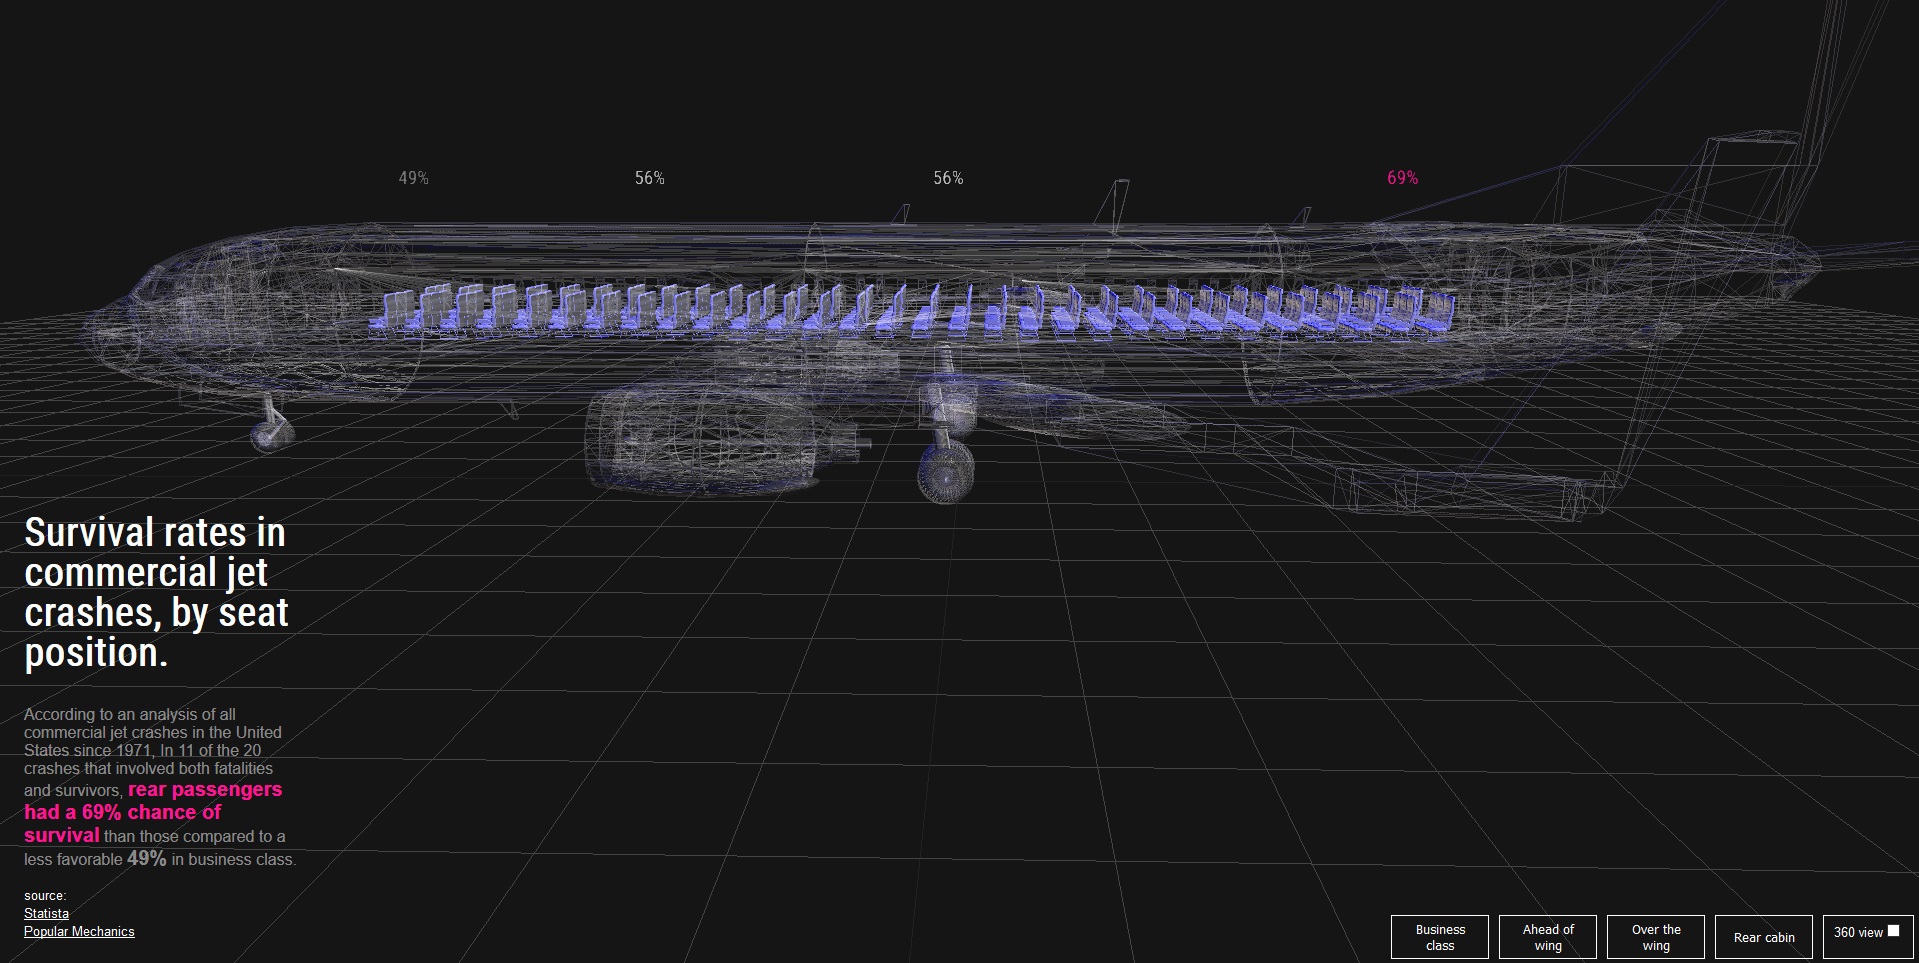 49%
56%
56%
69%
Survival rates in
commercial jet
crashes, by seat
position.
According to an analysis of all
commercial jet crashes in the United
States since 1971, In 11 of the 20
crashes that involved both fatalities
and survivors, rear passengers
had a 69% chance of
survival than those compared to a
less favorable 49% in business class.
source:
Statista
Popular Mechanics
Business
class
Ahead of
wing
Over the
wing
Rear cabin
360 view